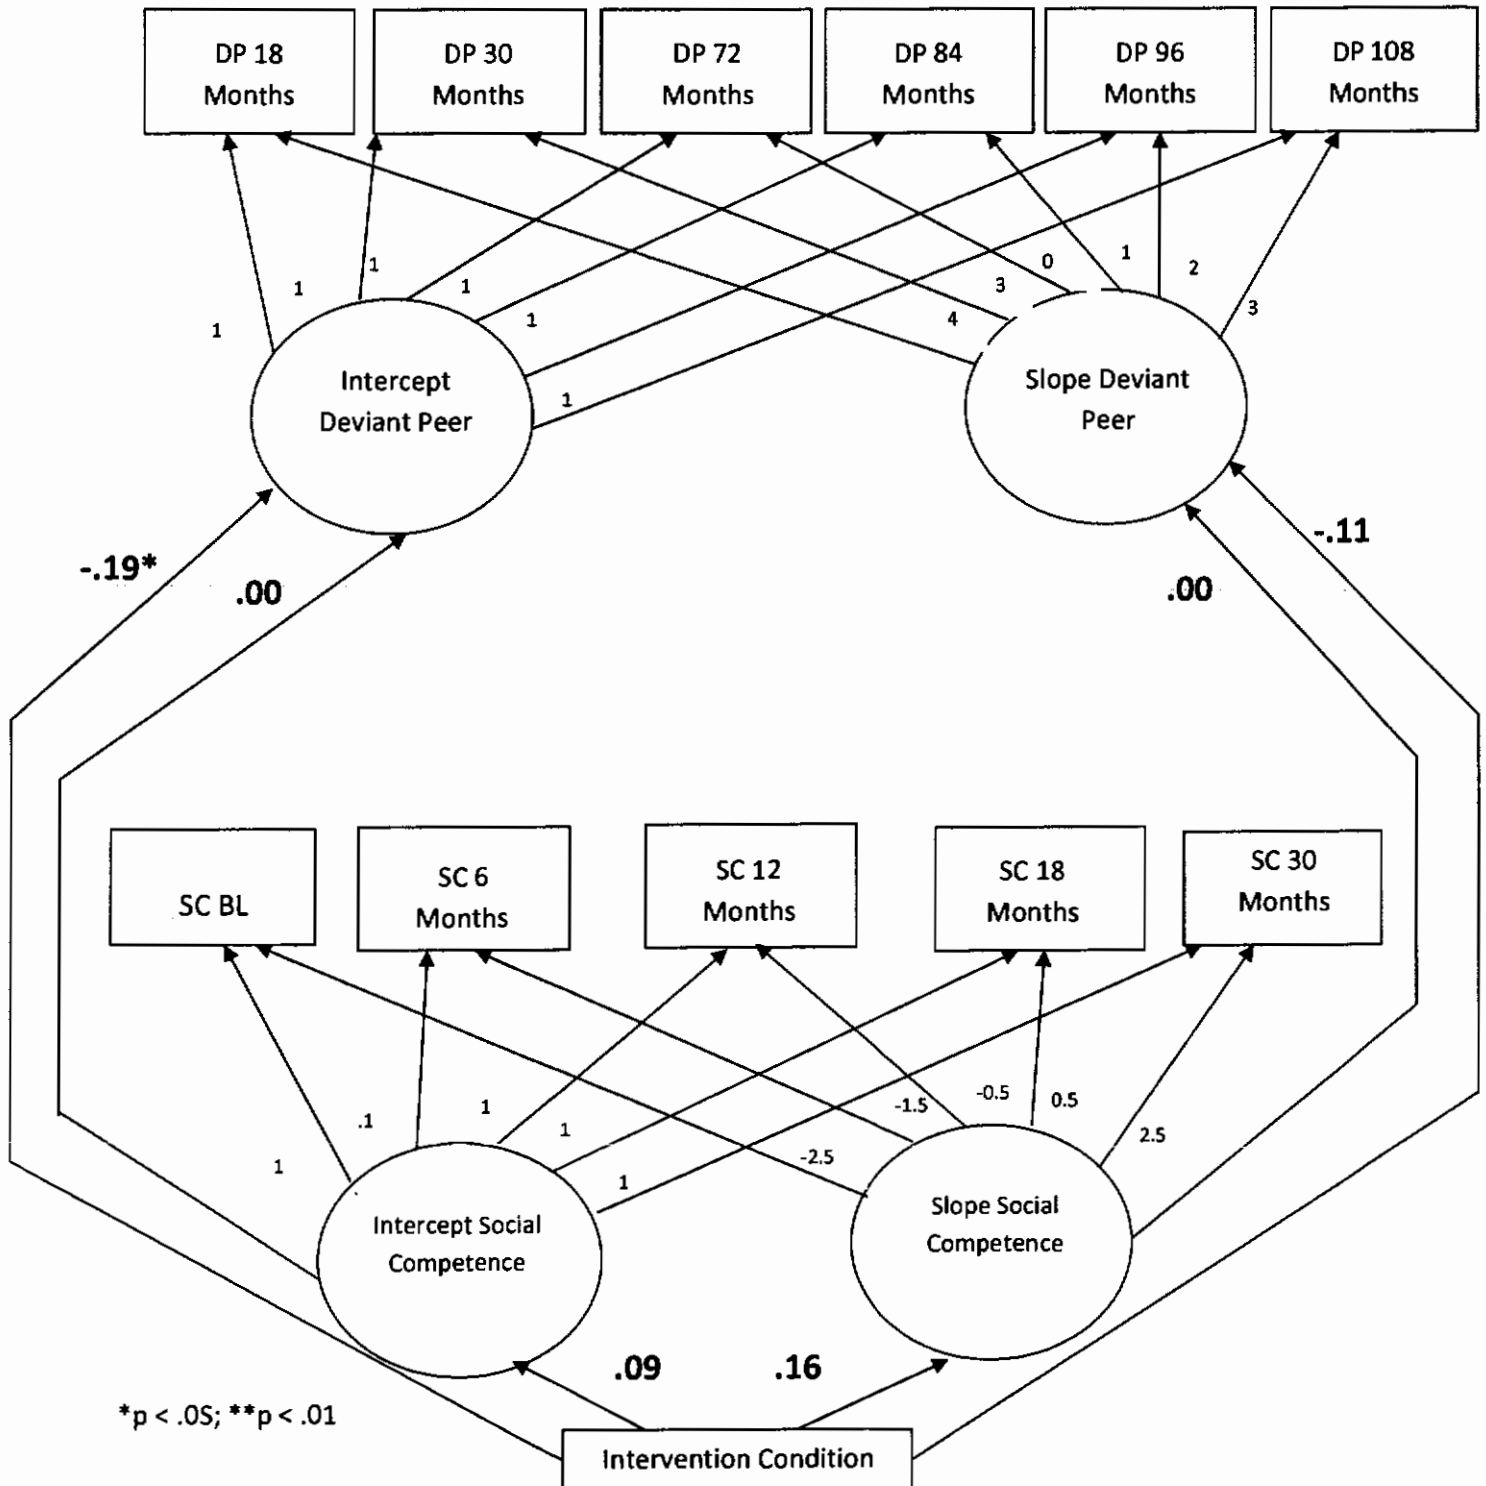 DP 18
Months
DP 30
Months
DP 72
Months
DP 84
Months
DP 96
Months
DP 108
Months
1
1
1
1
1
1
4
3
0
1
2
3
Intercept
Deviant Peer
Slope Deviant
Peer
-.19*
.00
.00
-.11
SC BL
SC 6
Months
SC 12
Months
SC 18
Months
SC 30
Months
1
.1
1
1
1
-2.5
-1.5
-0.5
0.5
2.5
Intercept Social
Competence
Slope Social
Competence
.09
.16
*p < .0S; **p < .01
Intervention Condition